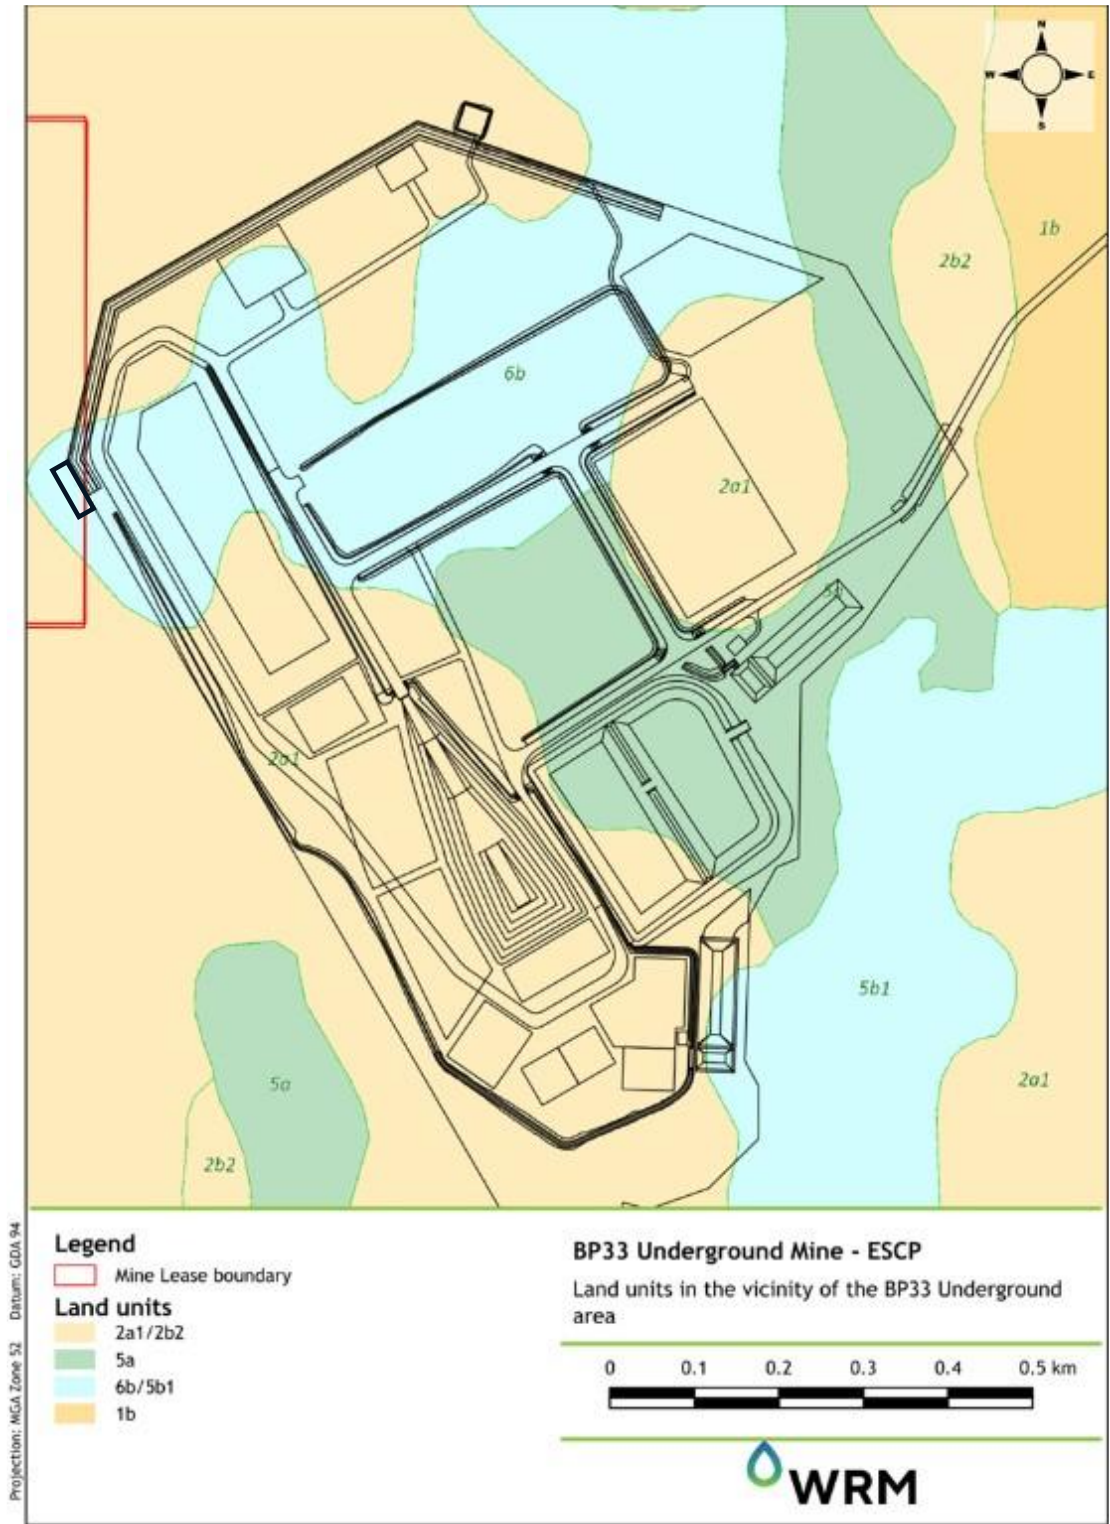 N
W E
S
1b
2b2
6b
2a1
2a1
5b1
5a
2a1
2b2
Projection: MGA Zone 52 Datum: GDA 94
Legend
Mine Lease boundary
Land units
2a1/2b2
5a
6b/5b1
1b
BP33 Underground Mine - ESCP
Land units in the vicinity of the BP33 Underground
area
0 0.1 0.2 0.3 0.4 0.5 km
WRM